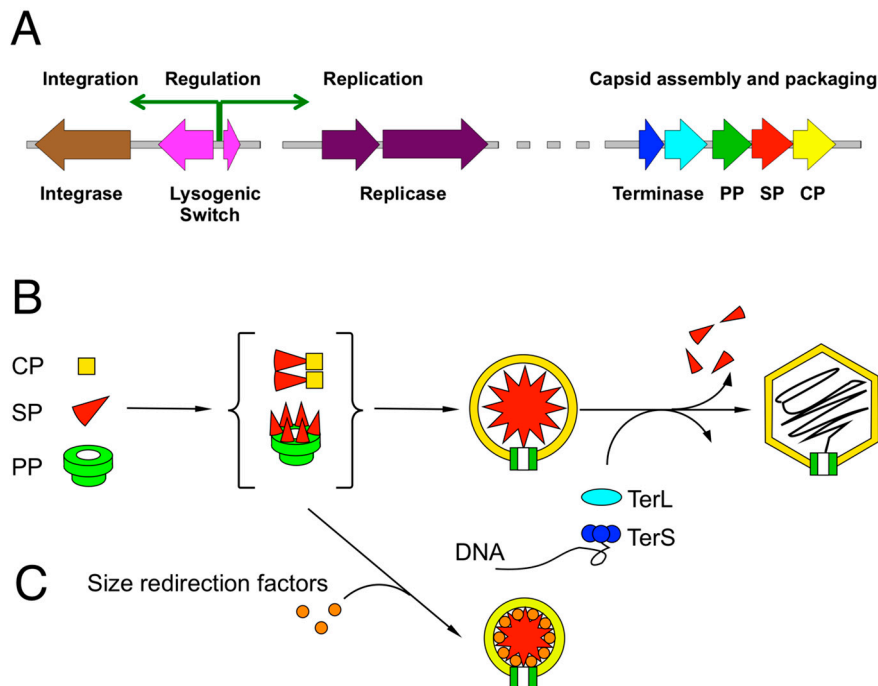 A
Integration Regulation Replication Capsid assembly and packaging
Integrase Lysogenic Switch Replicase Terminase PP SP CP
B
CP
SP
PP
TerL
DNA TerS
C Size redirection factors